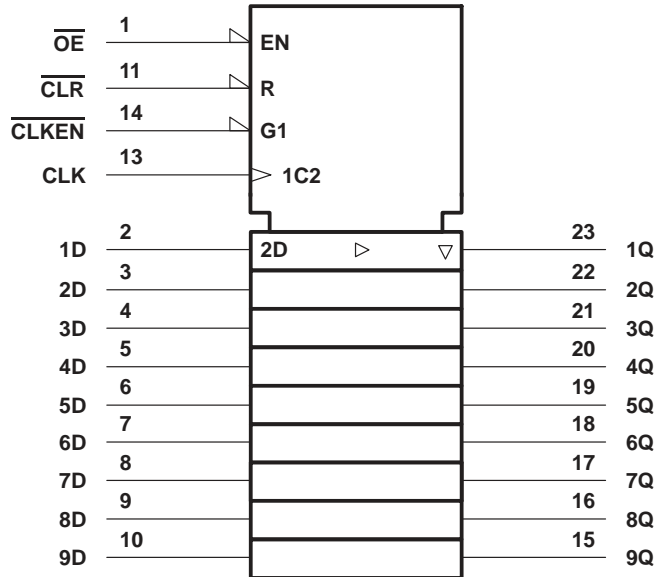 OE 1 EN
CLR 11 R
CLKEN 14 G1
CLK 13 1C2
1D 2 2D 23 1Q
2D 3 22 2Q
3D 4 21 3Q
4D 5 20 4Q
5D 6 19 5Q
6D 7 18 6Q
7D 8 17 7Q
8D 9 16 8Q
9D 10 15 9Q